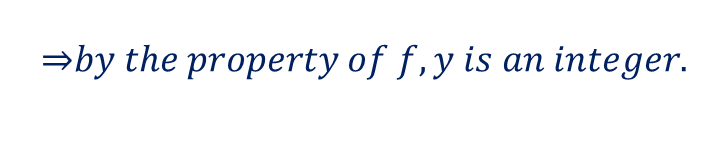 ⇒by the property of f, y is an integer.